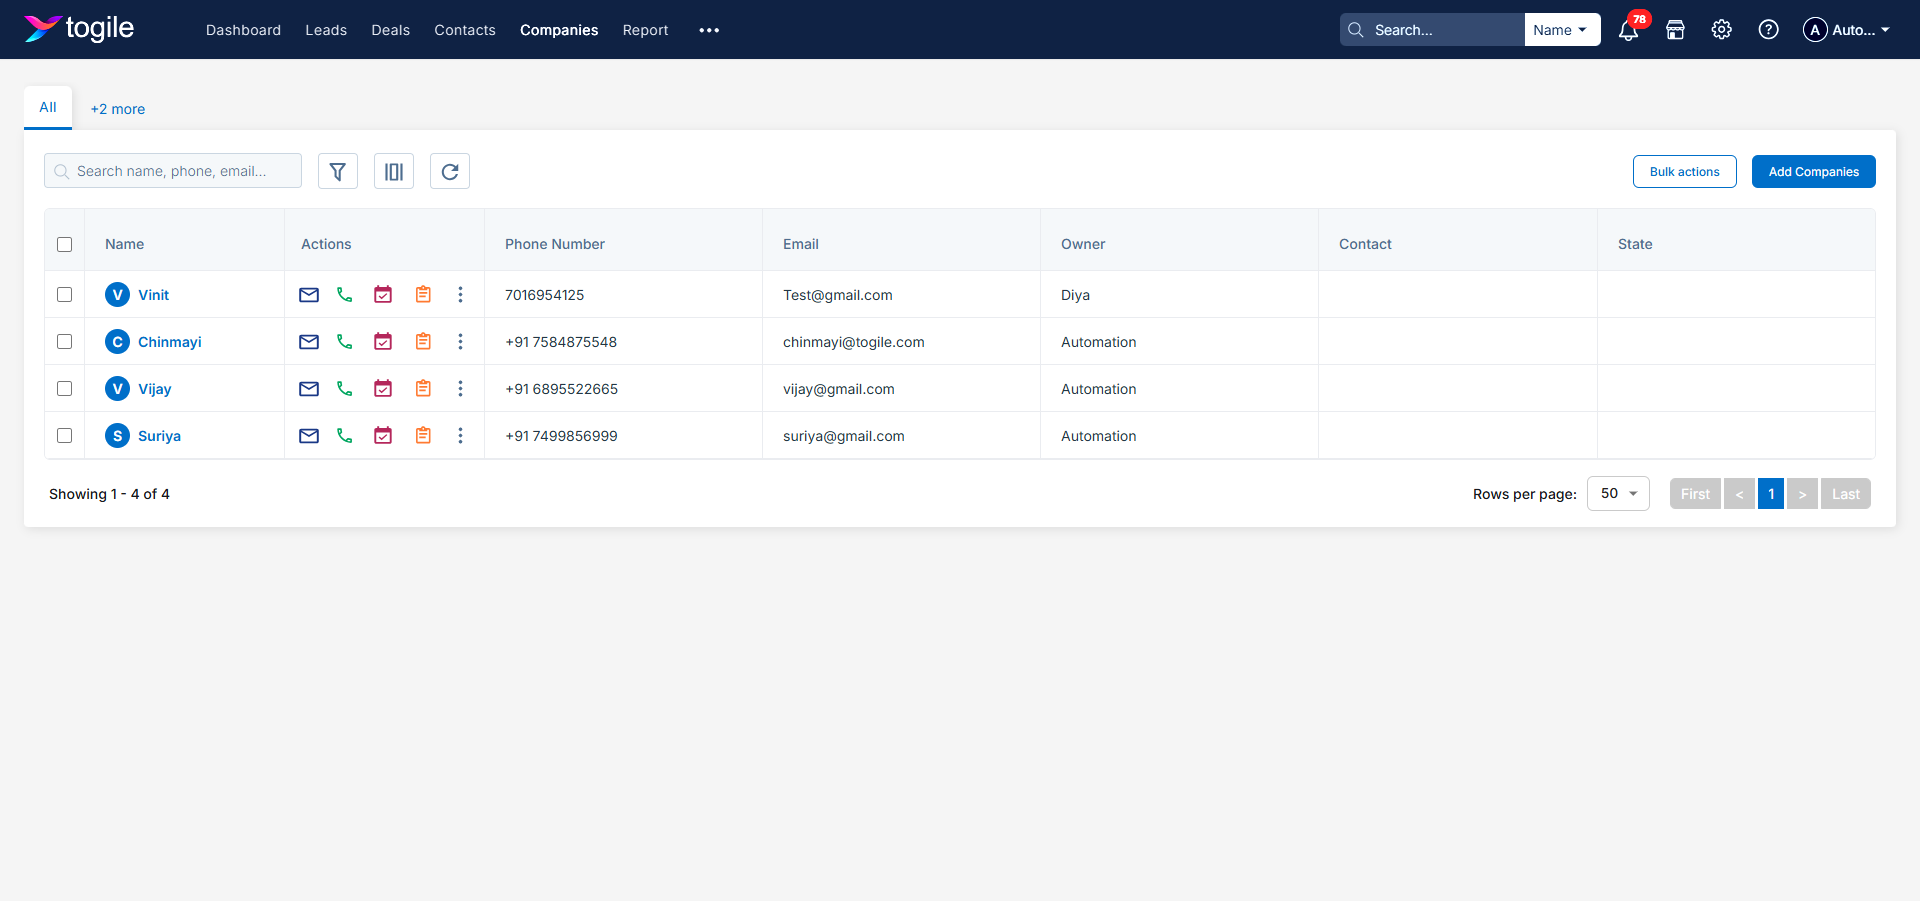 togile Dashboard Leads Deals Contacts Companies Report Search... Name 78 A Auto...
All +2 more
Search name, phone, email... Bulk actions Add Companies
Name Actions Phone Number Email Owner Contact State
V Vinit 7016954125 Test@gmail.com Diya
C Chinmayi +91 7584875548 chinmayi@togile.com Automation
V Vijay +91 6895522665 vijay@gmail.com Automation
S Suriya +91 7499856999 suriya@gmail.com Automation
Showing 1 - 4 of 4 Rows per page: 50 First < 1 > Last